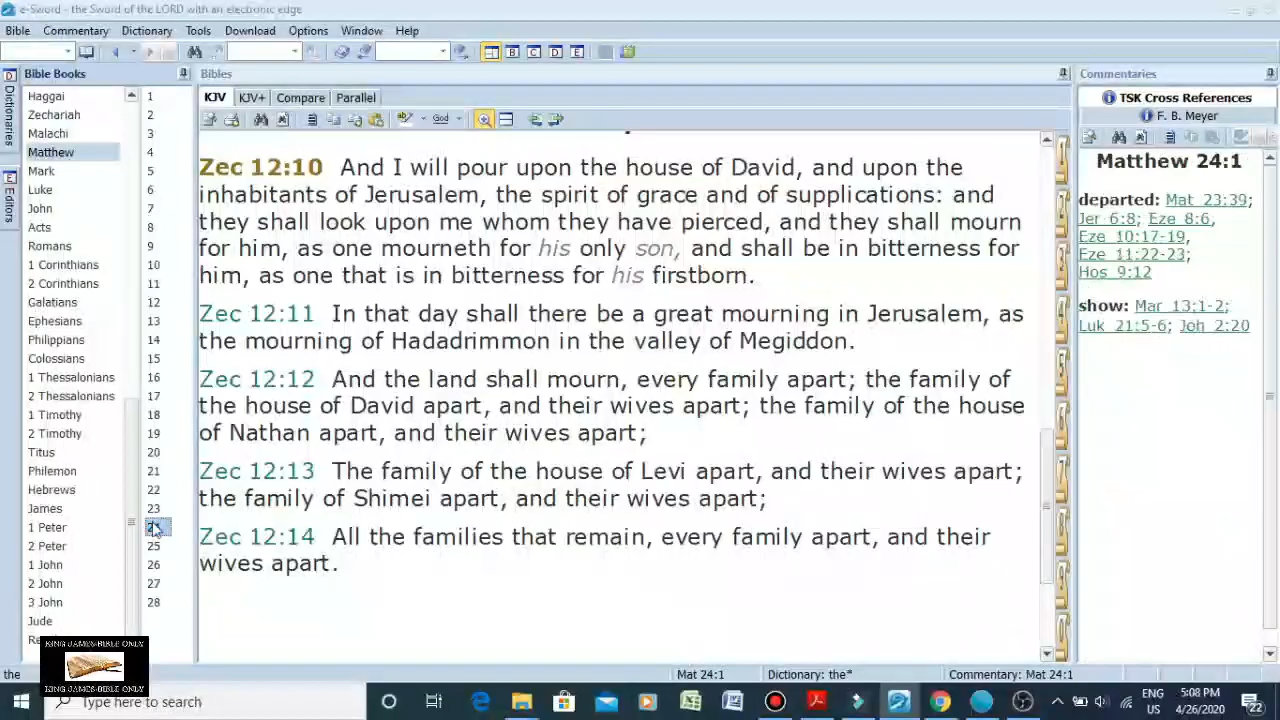 e-Sword - the Sword of the LORD with an electronic edge
Bible Commentary Dictionary Tools Download Options Window Help
B C D E
D Dictionaries
E Editors
Bible Books
Haggai
Zechariah
Malachi
Matthew
Mark
Luke
John
Acts
Romans
1 Corinthians
2 Corinthians
Galatians
Ephesians
Philippians
Colossians
1 Thessalonians
2 Thessalonians
1 Timothy
2 Timothy
Titus
Philemon
Hebrews
James
1 Peter
2 Peter
1 John
2 John
3 John
Jude
Re
1
2
3
4
5
6
7
8
9
10
11
12
13
14
15
16
17
18
19
20
21
22
23
25
26
27
28
Bibles
KJV KJV+ Compare Parallel
God
Zec 12:10 And I will pour upon the house of David, and upon the
inhabitants of Jerusalem, the spirit of grace and of supplications: and
they shall look upon me whom they have pierced, and they shall mourn
for him, as one mourneth for his only son, and shall be in bitterness for
him, as one that is in bitterness for his firstborn.
Zec 12:11 In that day shall there be a great mourning in Jerusalem, as
the mourning of Hadadrimmon in the valley of Megiddon.
Zec 12:12 And the land shall mourn, every family apart; the family of
the house of David apart, and their wives apart; the family of the house
of Nathan apart, and their wives apart;
Zec 12:13 The family of the house of Levi apart, and their wives apart;
the family of Shimei apart, and their wives apart;
Zec 12:14 All the families that remain, every family apart, and their
wives apart.
Commentaries
TSK Cross References
F. B. Meyer
Matthew 24:1
departed: Mat 23:39;
Jer 6:8; Eze 8:6,
Eze 10:17-19,
Eze 11:22-23;
Hos 9:12
show: Mar 13:1-2;
Luk 21:5-6; Joh 2:20
KING JAMES-BIBLE ONLY
KING JAMES-BIBLE ONLY
the
Mat 24:1 Dictionary: the* Commentary: Mat 24:1
Type here to search
ENG
US
5:08 PM
4/26/2020
22